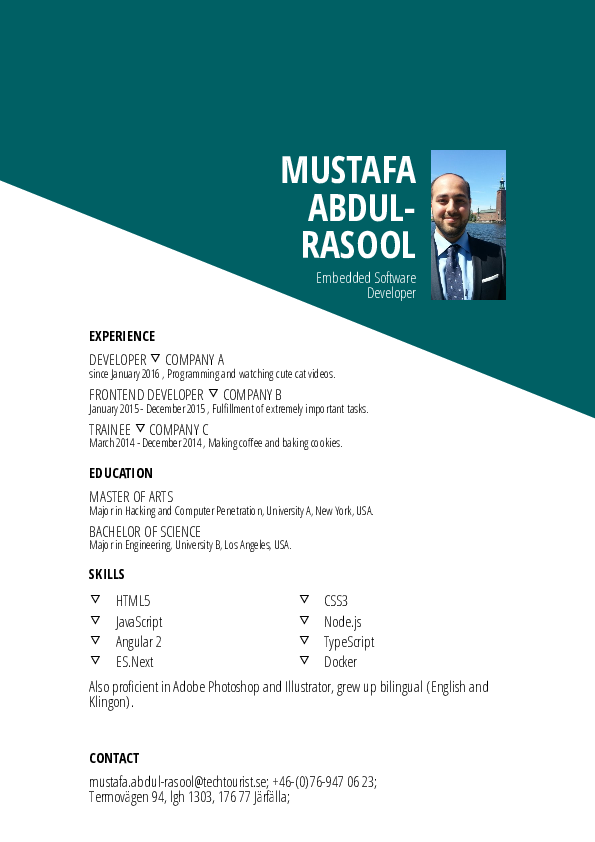 MUSTAFA
ABDUL-
RASOOL
Embedded Software
Developer
EXPERIENCE
DEVELOPER ▽ COMPANY A
since January 2016 , Programming and watching cute cat videos.
FRONTEND DEVELOPER ▽ COMPANY B
January 2015 - December 2015 , Fulfillment of extremely important tasks.
TRAINEE ▽ COMPANY C
March 2014 - December 2014 , Making coffee and baking cookies.
EDUCATION
MASTER OF ARTS
Major in Hacking and Computer Penetration, University A, New York, USA.
BACHELOR OF SCIENCE
Major in Engineering, University B, Los Angeles, USA.
SKILLS
▽ HTML5
▽ JavaScript
▽ Angular 2
▽ ES.Next
▽ CSS3
▽ Node.js
▽ TypeScript
▽ Docker
Also proficient in Adobe Photoshop and Illustrator, grew up bilingual (English and
Klingon).
CONTACT
mustafa.abdul-rasool@techtourist.se; +46-(0)76-947 06 23;
Termovägen 94, lgh 1303, 176 77 Järfälla;